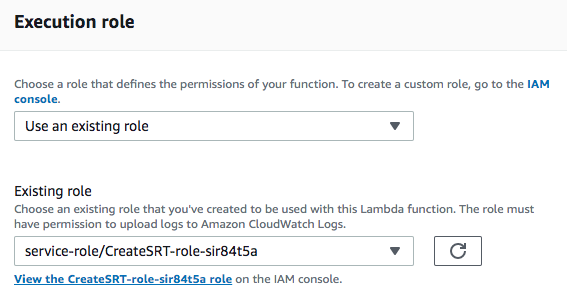 Execution role
Choose a role that defines the permissions of your function. To create a custom role, go to the IAM
console.
Use an existing role
Existing role
Choose an existing role that you've created to be used with this Lambda function. The role must
have permission to upload logs to Amazon CloudWatch Logs.
service-role/CreateSRT-role-sir84t5a
View the CreateSRT-role-sir84t5a role on the IAM console.